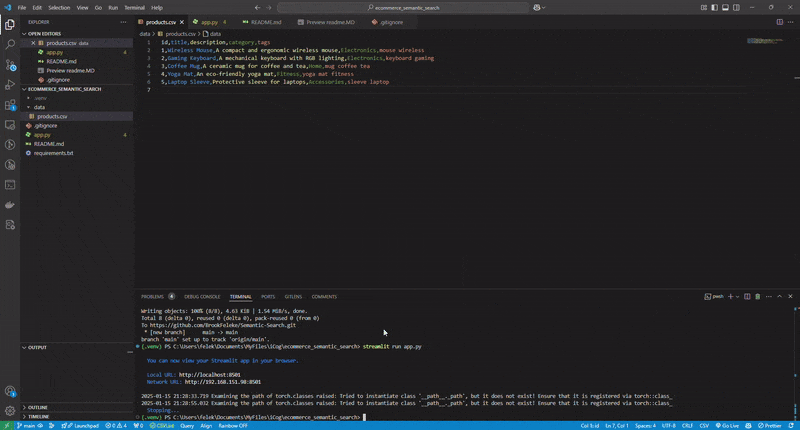 File Edit Selection View Go Run Terminal Help
ecommerce_semantic_search
EXPLORER
OPEN EDITORS
products.csv data
app.py 4
README.md
Preview readme.MD
.gitignore
ECOMMERCE_SEMANTIC_SEARCH
.venv
data
products.csv
.gitignore
app.py 4
README.md
requirements.txt
OUTPUT
OUTLINE
TIMELINE
products.csv app.py 4 README.md Preview readme.MD .gitignore
data > products.csv > data
1 id,title,description,category,tags
2 1,Wireless Mouse,A compact and ergonomic wireless mouse,Electronics,mouse wireless
3 2,Gaming Keyboard,A mechanical keyboard with RGB lighting,Electronics,keyboard gaming
4 3,Coffee Mug,A ceramic mug for coffee and tea,Home,mug coffee tea
5 4,Yoga Mat,An eco-friendly yoga mat,Fitness,yoga mat fitness
6 5,Laptop Sleeve,Protective sleeve for laptops,Accessories,sleeve laptop
7
PROBLEMS 4 DEBUG CONSOLE TERMINAL PORTS GITLENS COMMENTS
pwsh
Writing objects: 100% (8/8), 4.63 KiB | 1.54 MiB/s, done.
Total 8 (delta 0), reused 0 (delta 0), pack-reused 0 (from 0)
To https://github.com/BrookFeleke/Semantic-Search.git
* [new branch] main -> main
branch 'main' set up to track 'origin/main'.
(.venv) PS C:\Users\felek\Documents\MyFiles\iCog\ecommerce_semantic_search> streamlit run app.py
You can now view your Streamlit app in your browser.
Local URL: http://localhost:8501
Network URL: http://192.168.151.98:8501
2025-01-15 21:28:33.719 Examining the path of torch.classes raised: Tried to instantiate class '__path__._path', but it does not exist! Ensure that it is registered via torch::class_
2025-01-15 21:28:55.032 Examining the path of torch.classes raised: Tried to instantiate class '__path__._path', but it does not exist! Ensure that it is registered via torch::class_
Stopping...
(.venv) PS C:\Users\felek\Documents\MyFiles\iCog\ecommerce_semantic_search>
main 0 4 Launchpad 0 CSVLint Query Align Rainbow OFF Ln 7, Col 1 Spaces: 4 UTF-8 CRLF CSV Go Live Prettier